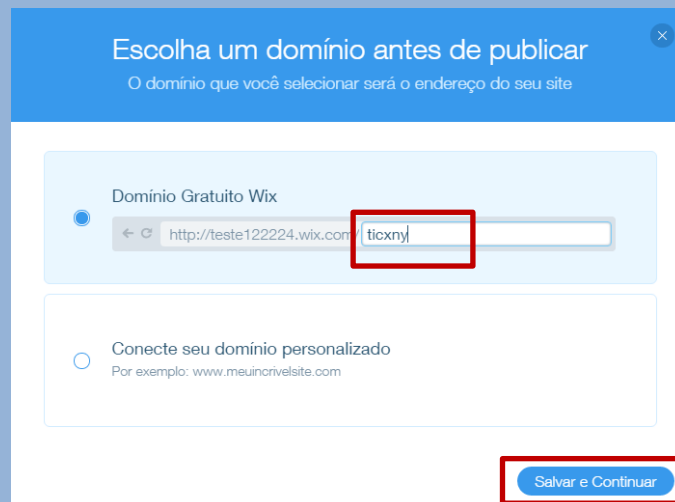 Escolha um domínio antes de publicar
O domínio que você selecionar será o endereço do seu site
Domínio Gratuito Wix
http://teste122224.wix.com/ ticxny
Conecte seu domínio personalizado
Por exemplo: www.meuincrivelsite.com
Salvar e Continuar